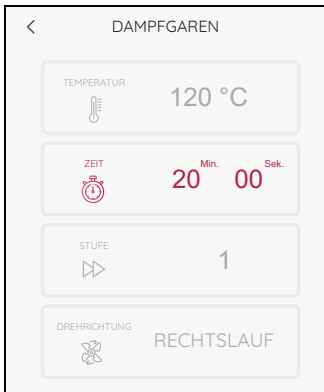 DAMPFGAREN
TEMPERATUR
120 °C
ZEIT
20 Min. 00 Sek.
STUFE
1
DREHRICHTUNG
RECHTSLAUF